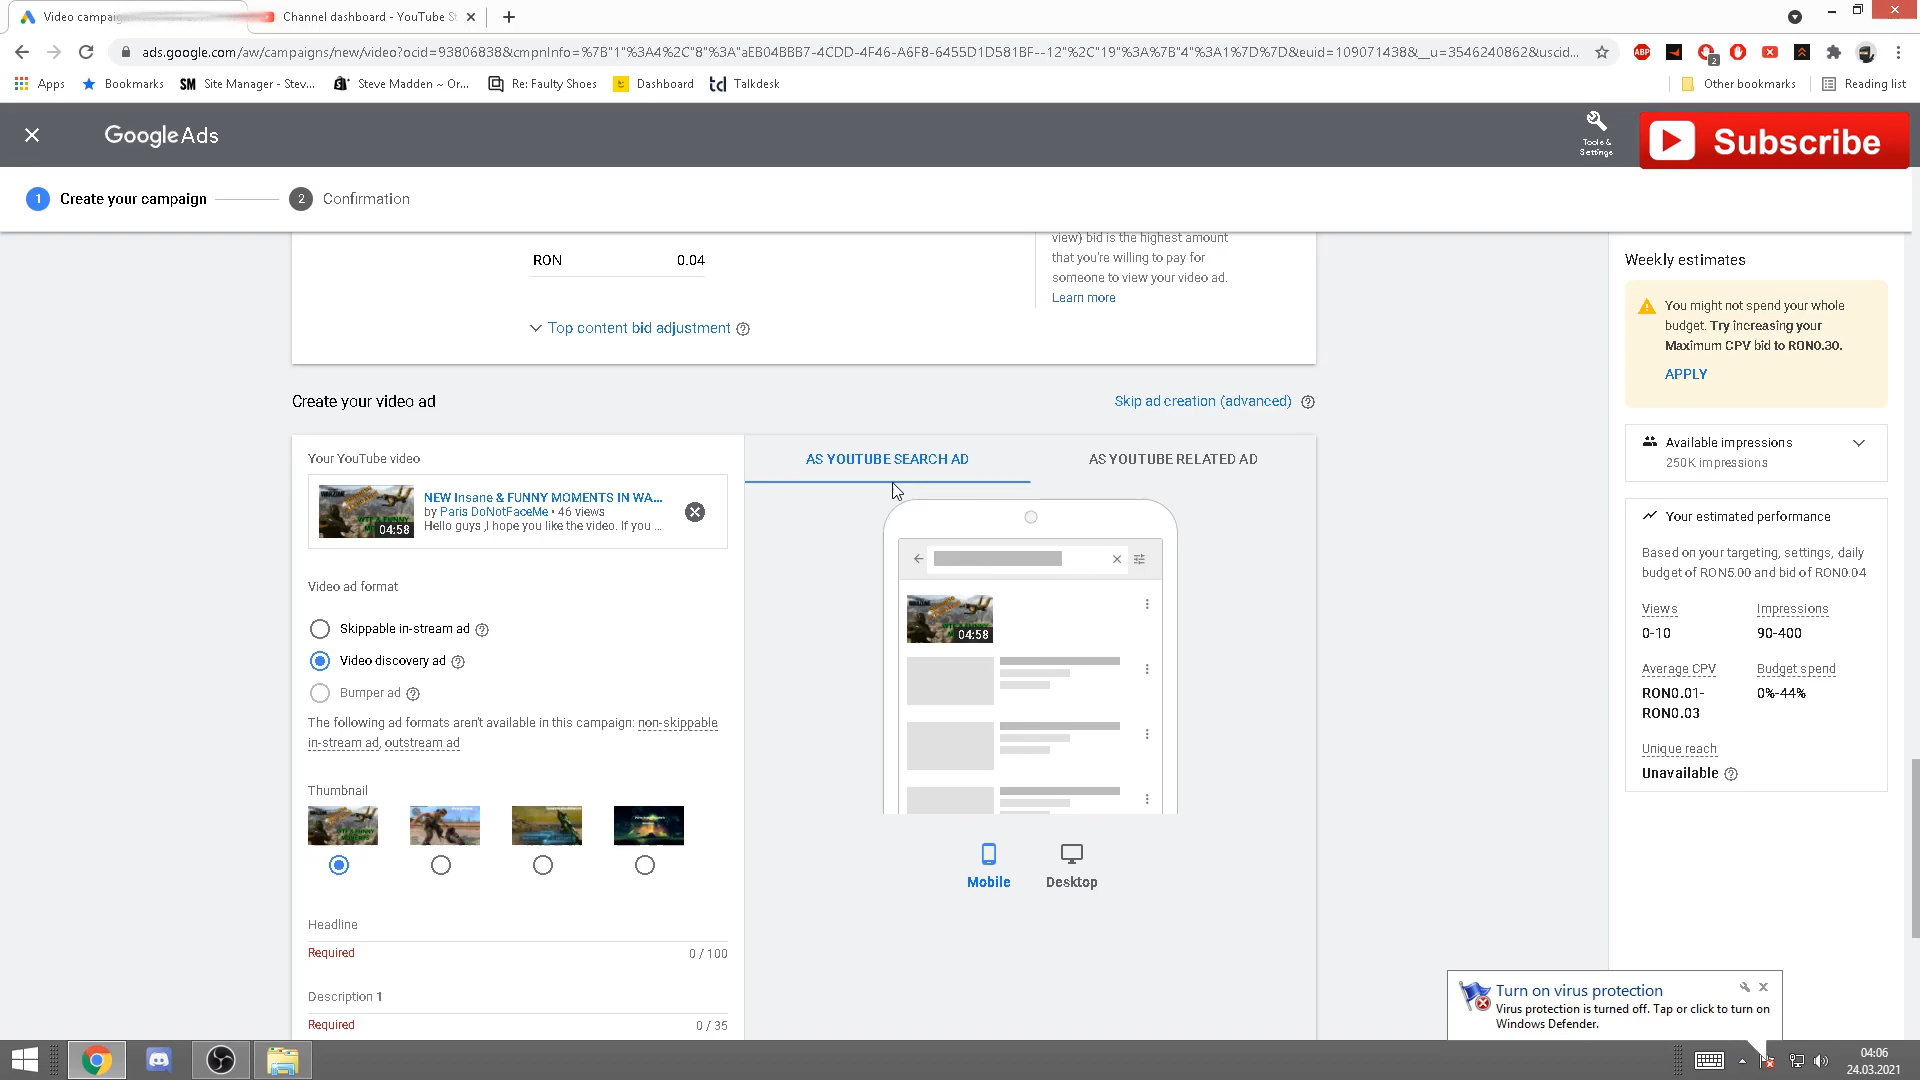 Video campaig
Channel dashboard - YouTube St
ads.google.com/aw/campaigns/new/video?ocid=93806838&cmpnInfo=%7B"1"%3A4%2C"8"%3A"aEB04BBB7-4CDD-4F46-A6F8-6455D1D581BF--12"%2C"19"%3A%7B"4"%3A1%7D%7D&euid=109071438&__u=3546240862&uscid...
ABP
2
Apps
Bookmarks
SM Site Manager - Stev...
Steve Madden ~ Or...
Re: Faulty Shoes
Dashboard
td Talkdesk
Other bookmarks
Reading list
Google Ads
Tools &
Settings
Subscribe
1 Create your campaign
2 Confirmation
RON 0.04
view) bid is the highest amount
that you're willing to pay for
someone to view your video ad.
Learn more
Top content bid adjustment
Create your video ad
Skip ad creation (advanced)
Your YouTube video
04:58
NEW Insane & FUNNY MOMENTS IN WA...
by Paris DoNotFaceMe • 46 views
Hello guys ,I hope you like the video. If you ...
Video ad format
Skippable in-stream ad
Video discovery ad
Bumper ad
The following ad formats aren't available in this campaign: non-skippable
in-stream ad, outstream ad
Thumbnail
Headline
Required 0 / 100
Description 1
Required 0 / 35
AS YOUTUBE SEARCH AD
AS YOUTUBE RELATED AD
04:58
Mobile
Desktop
Weekly estimates
You might not spend your whole
budget. Try increasing your
Maximum CPV bid to RON0.30.
APPLY
Available impressions
250K impressions
Your estimated performance
Based on your targeting, settings, daily
budget of RON5.00 and bid of RON0.04
Views Impressions
0-10 90-400
Average CPV Budget spend
RON0.01-
RON0.03
0%-44%
Unique reach
Unavailable
Turn on virus protection
Virus protection is turned off. Tap or click to turn on
Windows Defender.
04:06
24.03.2021